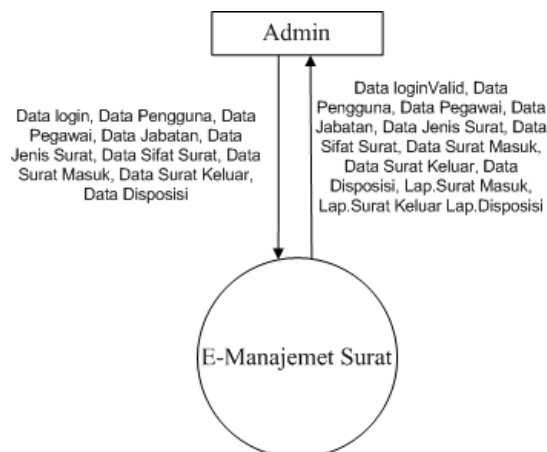 Admin
Data login, Data Pengguna, Data
Pegawai, Data Jabatan, Data
Jenis Surat, Data Sifat Surat, Data
Surat Masuk, Data Surat Keluar,
Data Disposisi
Data loginValid, Data
Pengguna, Data Pegawai, Data
Jabatan, Data Jenis Surat, Data
Sifat Surat, Data Surat Masuk,
Data Surat Keluar, Data
Disposisi, Lap.Surat Masuk,
Lap.Surat Keluar Lap.Disposisi
E-Manajemet Surat